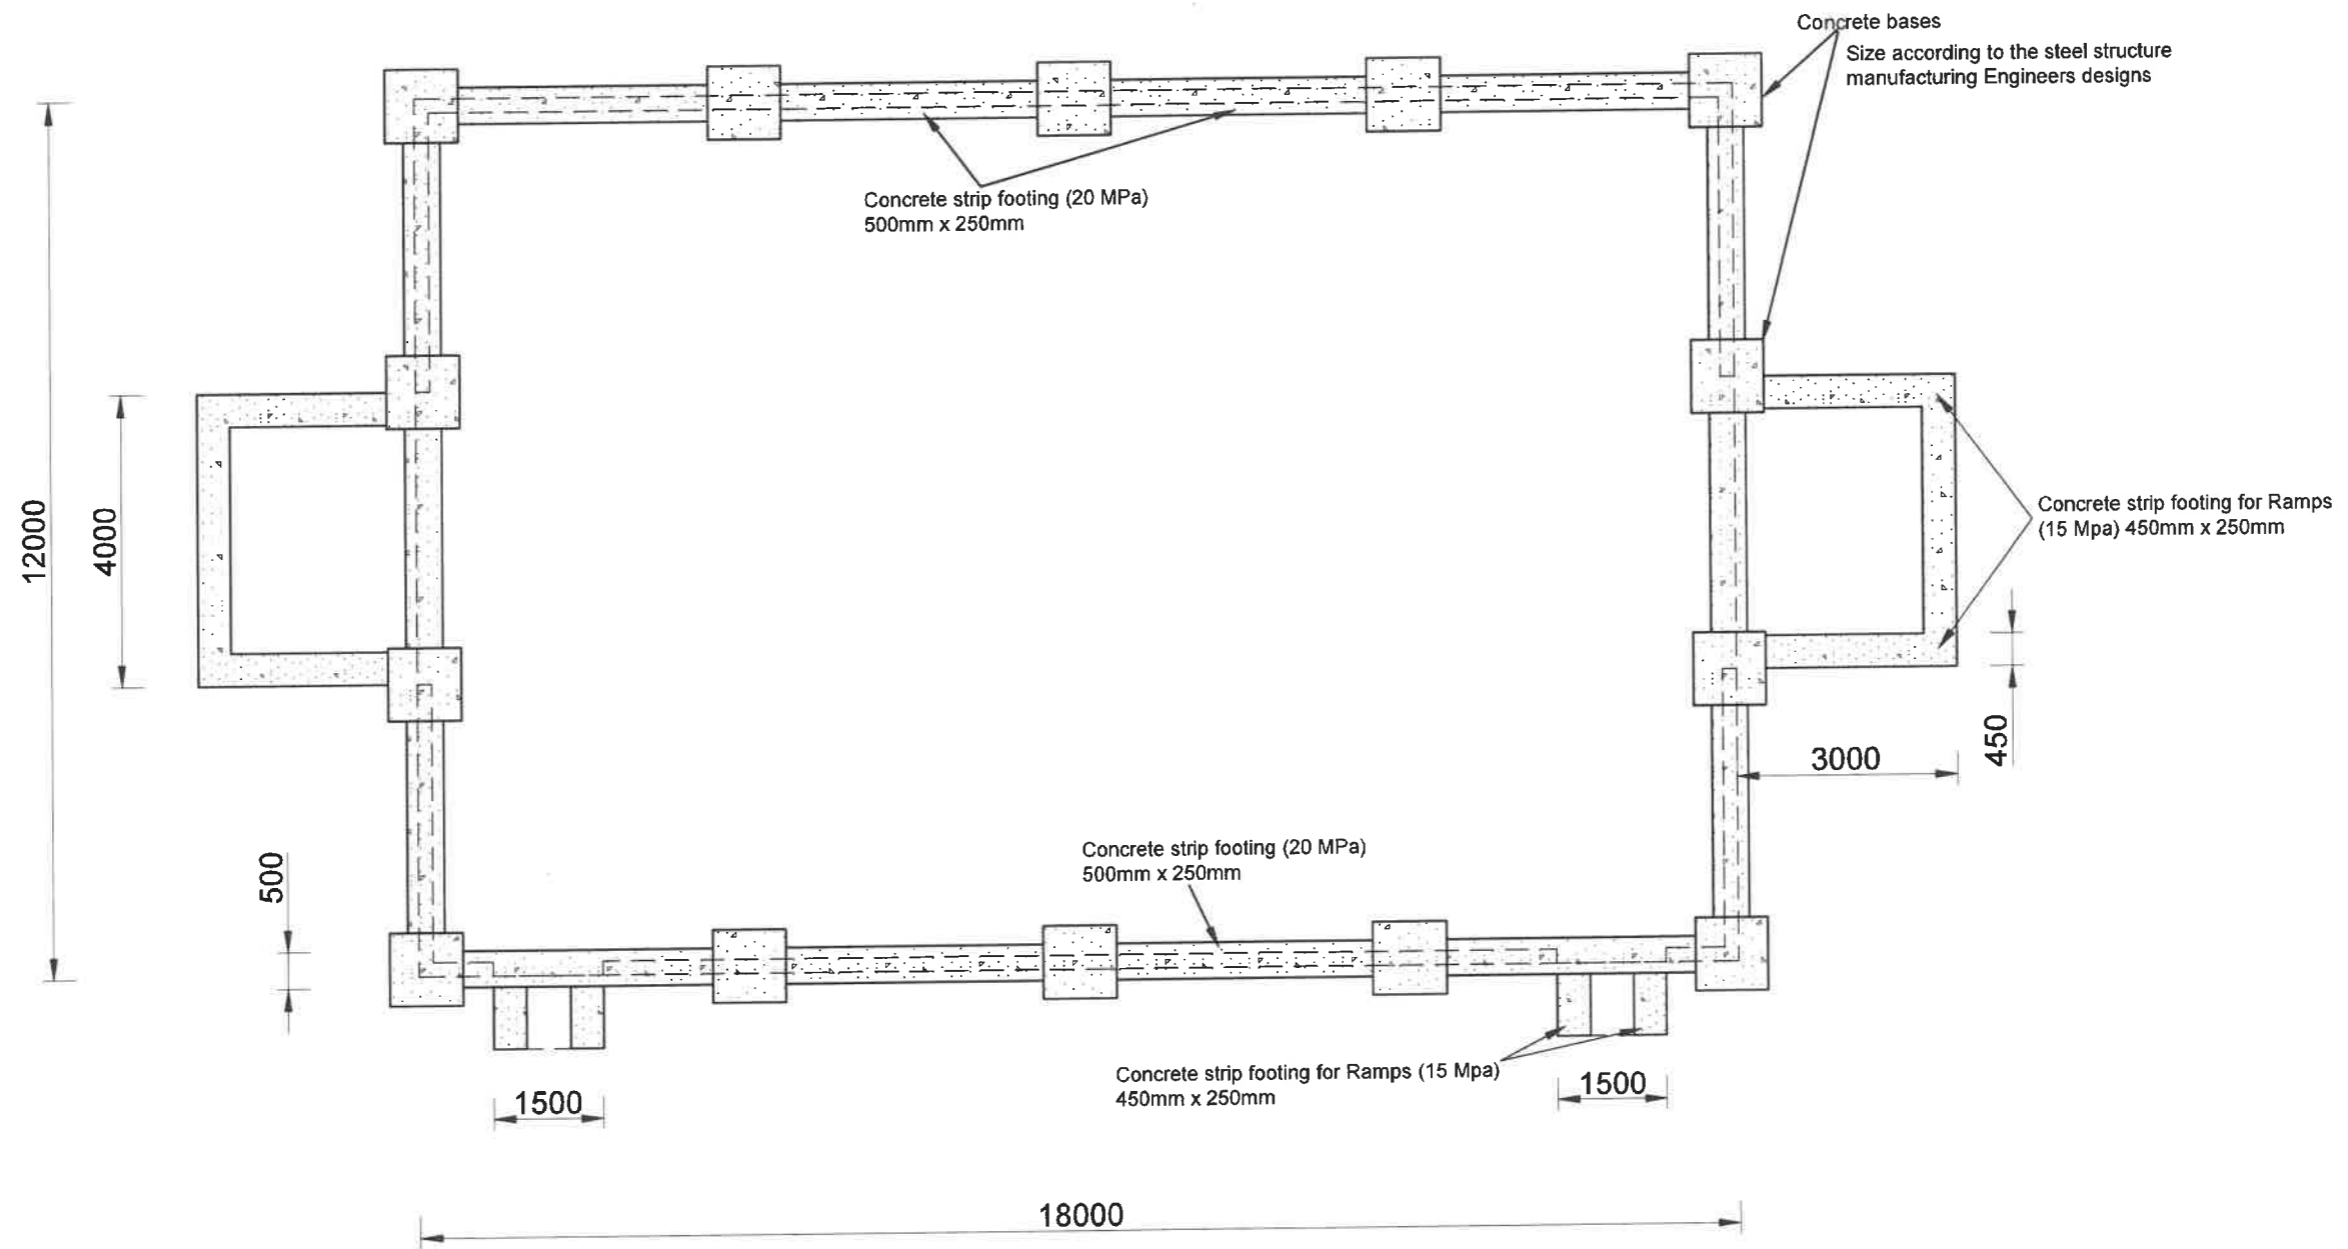 Concrete bases
Size according to the steel structure
manufacturing Engineers designs
Concrete strip footing (20 MPa)
500mm x 250mm
12000
4000
Concrete strip footing for Ramps
(15 Mpa) 450mm x 250mm
450
3000
500
Concrete strip footing (20 MPa)
500mm x 250mm
Concrete strip footing for Ramps (15 Mpa)
450mm x 250mm
1500
1500
18000